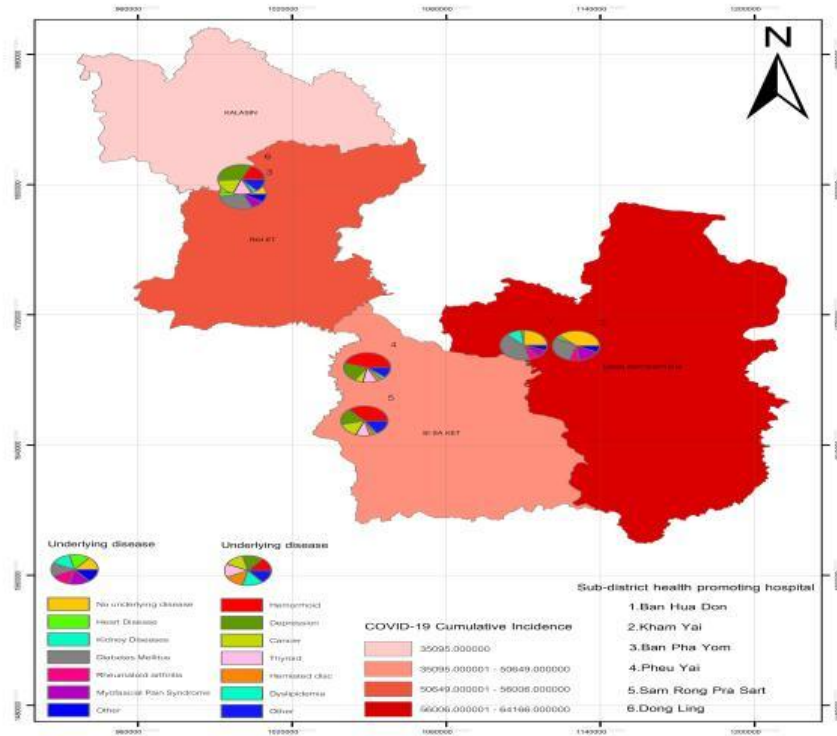 N
KALASIN
6
3
ROI ET
4
5
SI SA KET
Underlying disease
No underlying disease
Heart Disease
Kidney Diseases
Diabetes Mellitus
Rheumatoid arthritis
Myofascial Pain Syndrome
Other
Underlying disease
Hemorrhoid
Depression
Cancer
Thyroid
Herniated disc
Dyslipidemia
Other
COVID-19 Cumulative Incidence
35095.000000
35095.000001 - 50649.000000
50649.000001 - 56006.000000
56006.000001 - 64166.000000
Sub-district health promoting hospital
1.Ban Hua Don
2.Kham Yai
3.Ban Pha Yom
4.Pheu Yai
5.Sam Rong Pra Sart
6.Dong Ling